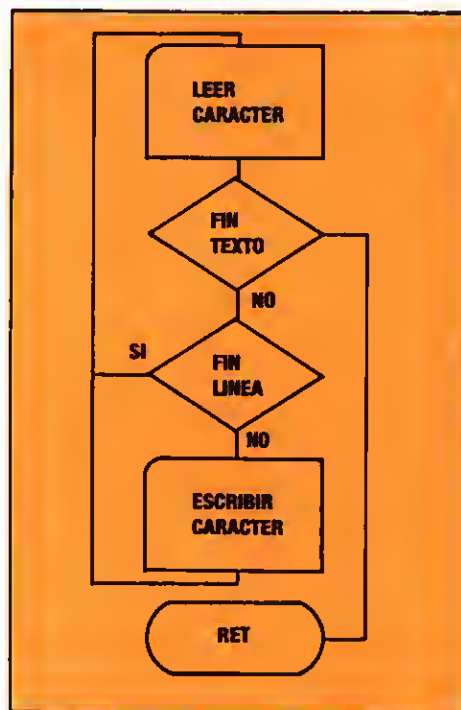 LEER
CARACTER
FIN
TEXTO
NO
SI
FIN
LINEA
NO
ESCRIBIR
CARACTER
RET